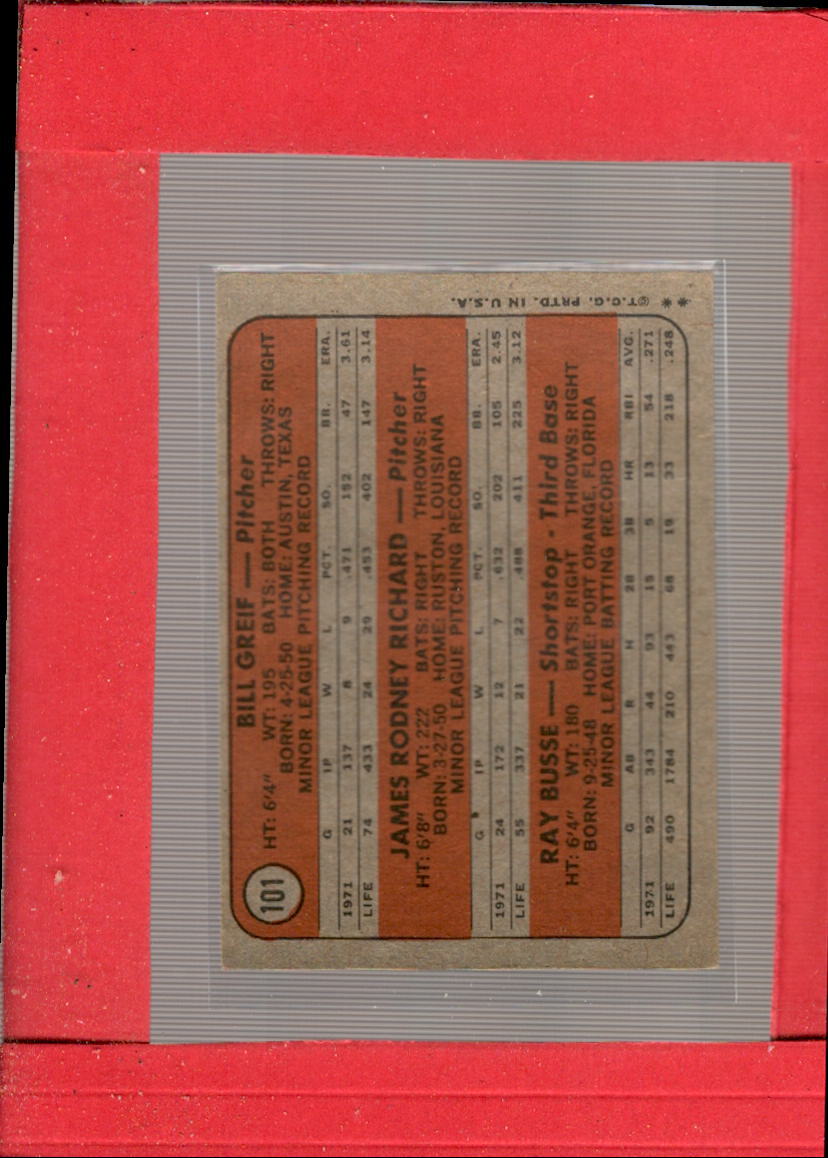 101
BILL GREIF — Pitcher
HT: 6'4" WT: 195 BATS: BOTH THROWS: RIGHT
BORN: 4-25-50 HOME: AUSTIN, TEXAS
MINOR LEAGUE PITCHING RECORD
G IP W L PCT. SO. BB. ERA.
1971 21 137 8 9 .471 152 47 3.61
LIFE 74 433 24 29 .453 402 147 3.14
JAMES RODNEY RICHARD — Pitcher
HT: 6'8" WT: 222 BATS: RIGHT THROWS: RIGHT
BORN: 3-27-50 HOME: RUSTON, LOUISIANA
MINOR LEAGUE PITCHING RECORD
G IP W L PCT. SO. BB. ERA.
1971 24 172 12 7 .632 202 105 2.45
LIFE 55 337 21 22 .488 411 225 3.12
RAY BUSSE — Shortstop - Third Base
HT: 6'4" WT: 180 BATS: RIGHT THROWS: RIGHT
BORN: 9-25-48 HOME: PORT ORANGE, FLORIDA
MINOR LEAGUE BATTING RECORD
G AB R H 2B 3B HR RBI AVG.
1971 92 343 44 93 15 5 13 54 .271
LIFE 490 1784 210 443 68 19 33 218 .248
** ©T.C.G. PRTD. IN U.S.A.